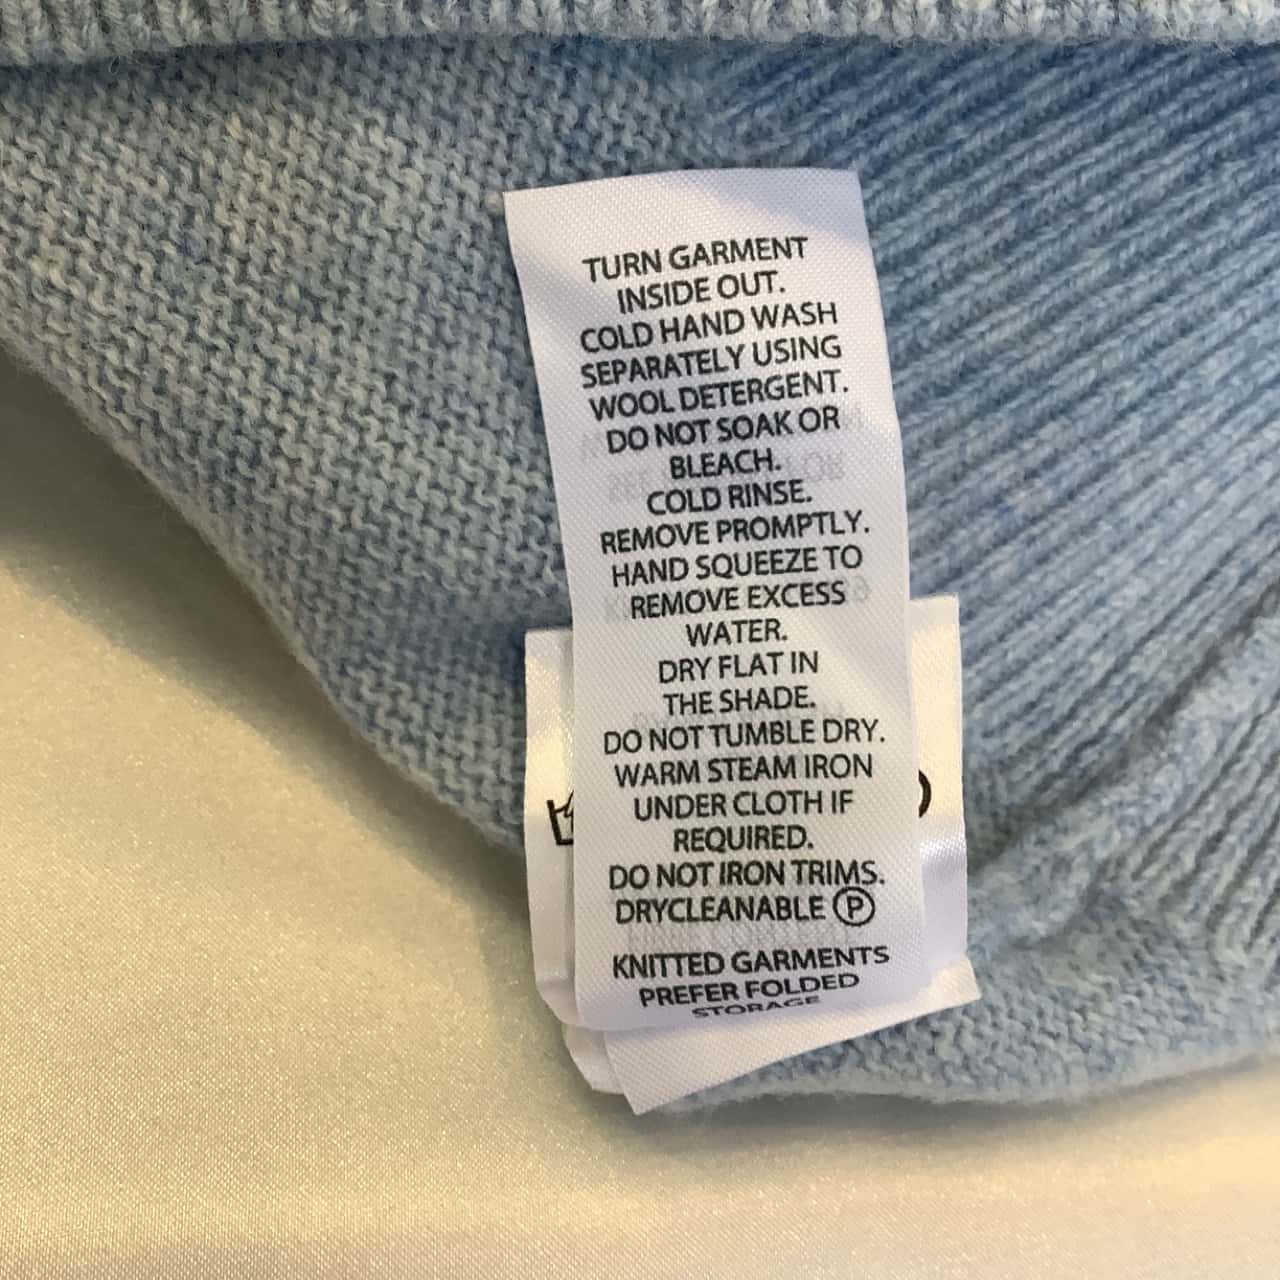 TURN GARMENT
INSIDE OUT.
COLD HAND WASH
SEPARATELY USING
WOOL DETERGENT.
DO NOT SOAK OR
BLEACH.
COLD RINSE.
REMOVE PROMPTLY.
HAND SQUEEZE TO
REMOVE EXCESS
WATER.
DRY FLAT IN
THE SHADE.
DO NOT TUMBLE DRY.
WARM STEAM IRON
UNDER CLOTH IF
REQUIRED.
DO NOT IRON TRIMS.
DRYCLEANABLE Ⓟ
KNITTED GARMENTS
PREFER FOLDED
STORAGE